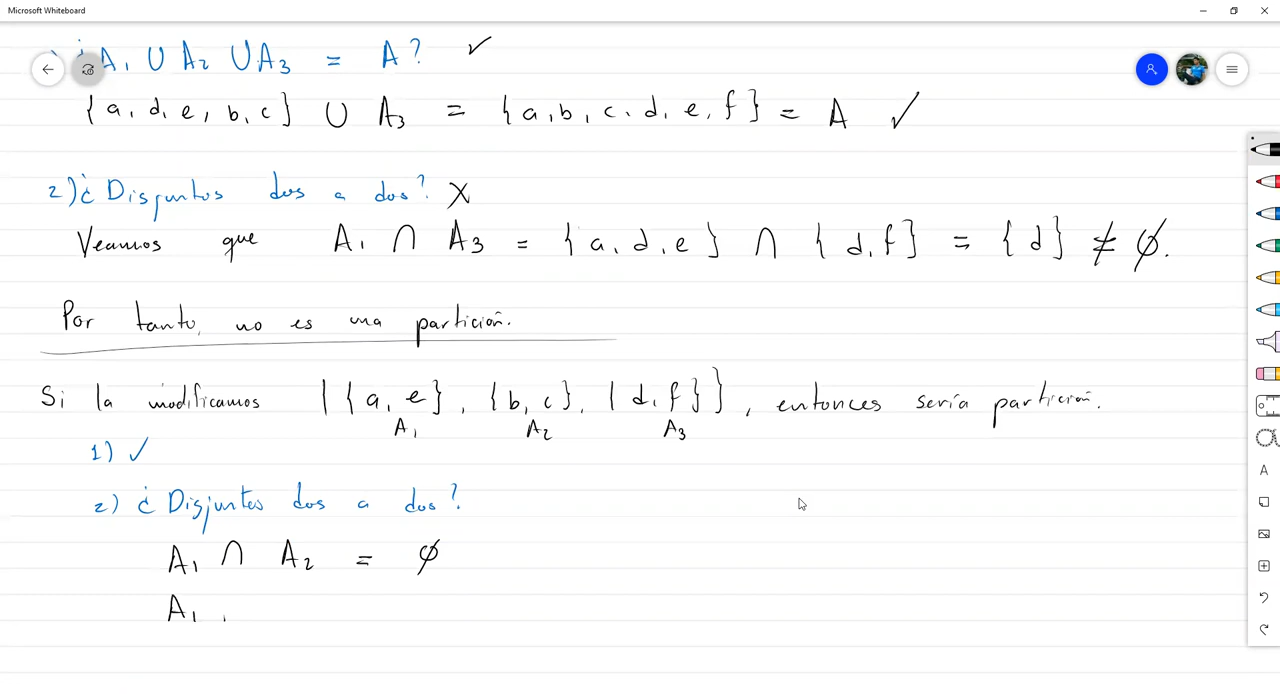 Microsoft Whiteboard
¿ A₁ ∪ A₂ ∪ A₃ = A? ✓
{a, d, e, b, c} ∪ A₃ = {a, b, c, d, e, f} = A ✓
2) ¿Disjuntos dos a dos? X
Veamos que A₁ ∩ A₃ = {a, d, e} ∩ {d, f} = {d} ≠ ∅.
Por tanto, no es una partición.
Si la modificamos {{a, e}, {b, c}, {d, f}}, entonces sería partición.
A₁ A₂ A₃
1) ✓
2) ¿Disjuntos dos a dos?
A₁ ∩ A₂ = ∅
A₁